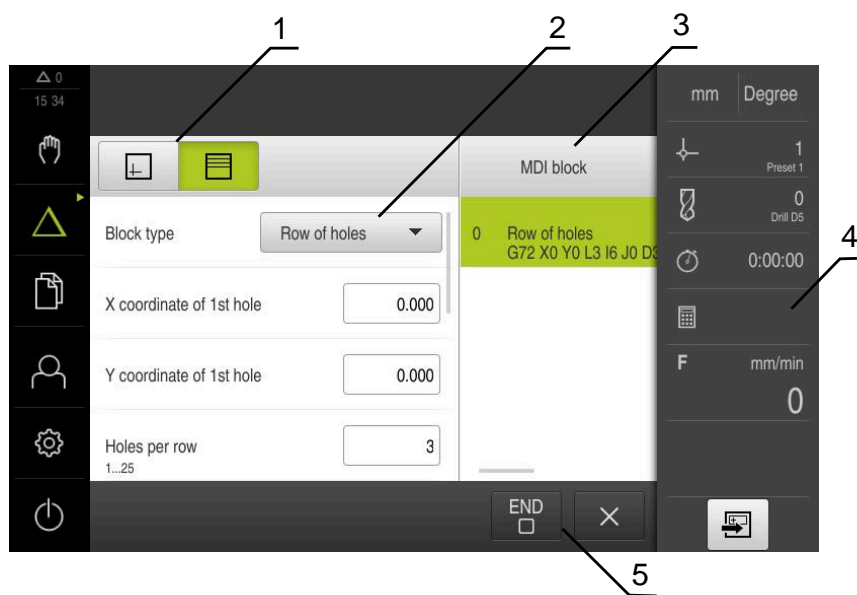 1
2
3
0
15 34
mm Degree
1
Preset 1
MDI block
0
Drill D5
Block type Row of holes
0 Row of holes
G72 X0 Y0 L3 I6 J0 D3
4
0:00:00
X coordinate of 1st hole 0.000
F mm/min
0
Y coordinate of 1st hole 0.000
Holes per row 3
1...25
END
5